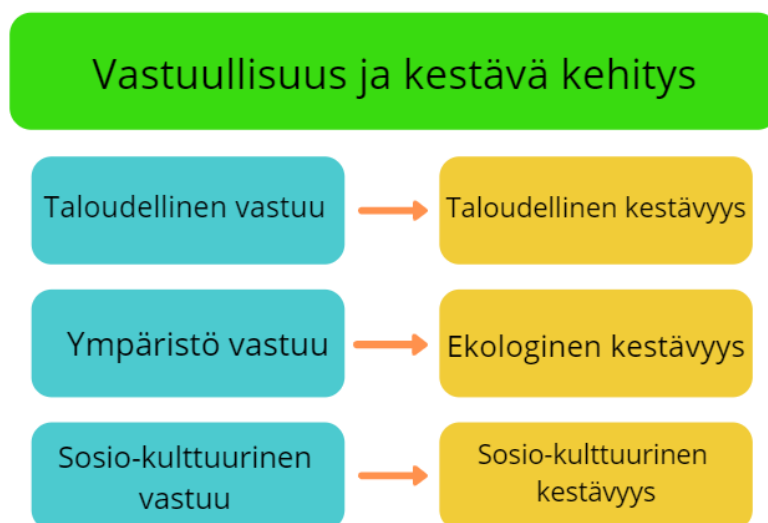 Vastuullisuus ja kestävä kehitys
Taloudellinen vastuu
Taloudellinen kestävyys
Ympäristö vastuu
Ekologinen kestävyys
Sosio-kulttuurinen
vastuu
Sosio-kulttuurinen
kestävyys